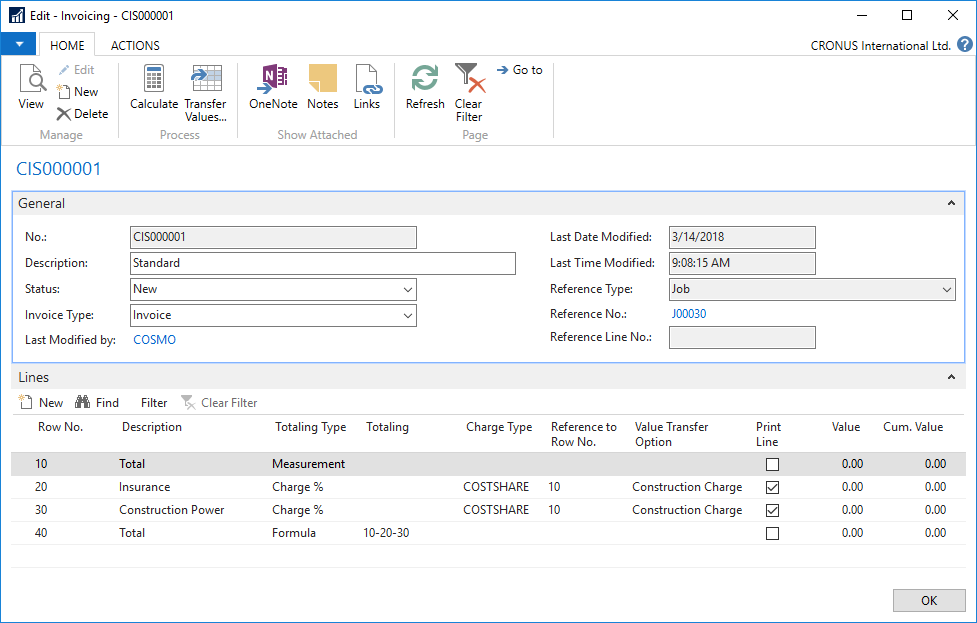 Edit - Invoicing - CIS000001
HOME ACTIONS CRONUS International Ltd. ?
View Edit New Delete
Manage
Calculate Transfer Values...
Process
OneNote Notes Links
Show Attached
Refresh Clear Filter Go to
Page
CIS000001
General
No.: CIS000001 Last Date Modified: 3/14/2018
Description: Standard Last Time Modified: 9:08:15 AM
Status: New Reference Type: Job
Invoice Type: Invoice Reference No.: J00030
Last Modified by: COSMO Reference Line No.:
Lines
New Find Filter Clear Filter
Row No. Description Totaling Type Totaling Charge Type Reference to Row No. Value Transfer Option Print Line Value Cum. Value
10 Total Measurement 0.00 0.00
20 Insurance Charge % COSTSHARE 10 Construction Charge 0.00 0.00
30 Construction Power Charge % COSTSHARE 10 Construction Charge 0.00 0.00
40 Total Formula 10-20-30 0.00 0.00
OK